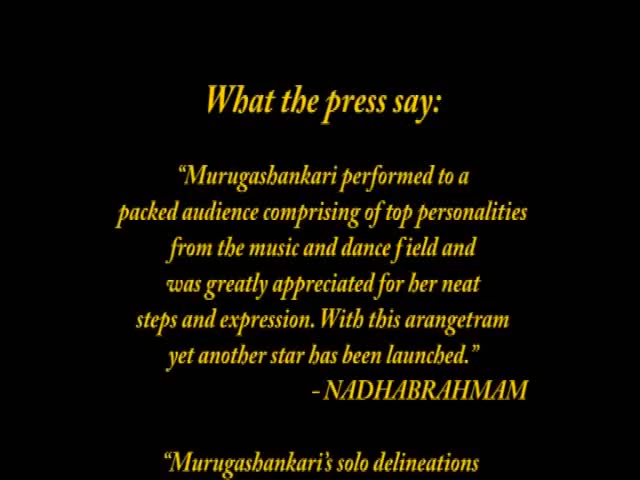 What the press say:
“Murugashankari performed to a
packed audience comprising of top personalities
from the music and dance field and
was greatly appreciated for her neat
steps and expression. With this arangetram
yet another star has been launched.”
- NADHABRAHMAM
“Murugashankari’s solo delineations